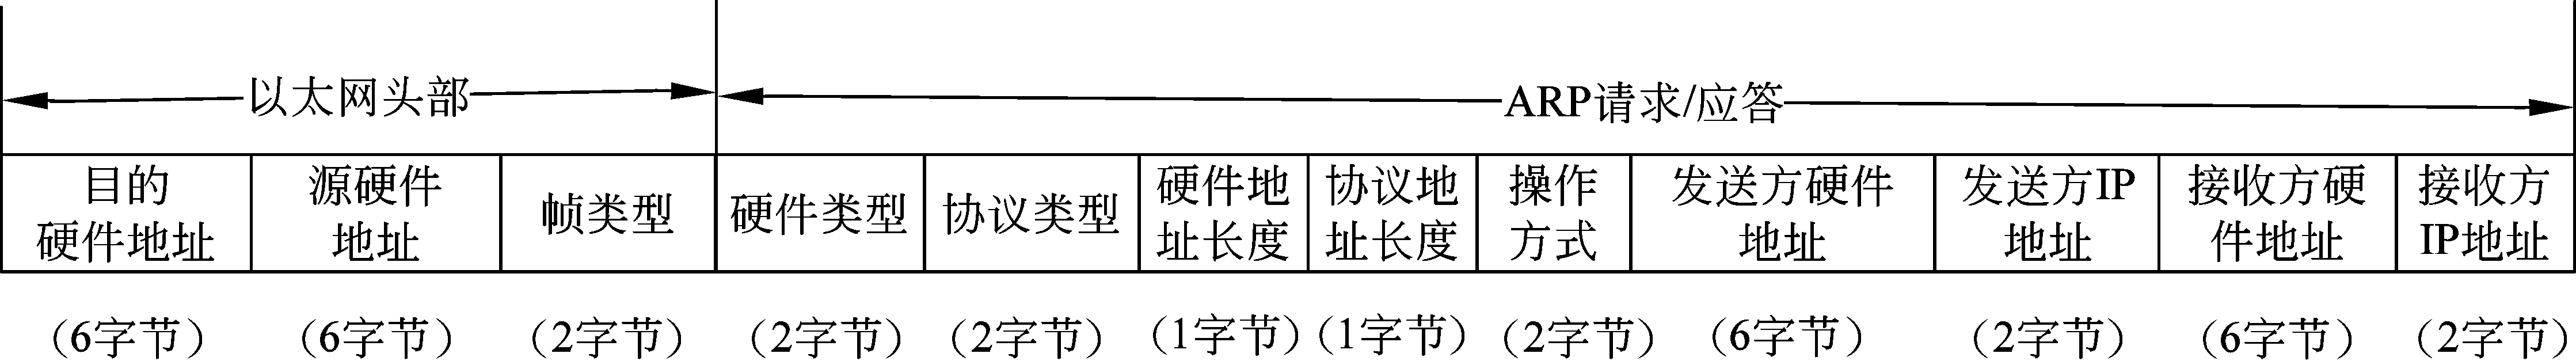 以太网头部
ARP请求/应答
目的
硬件地址
源硬件
地址
帧类型
硬件类型
协议类型
硬件地
址长度
协议地
址长度
操作
方式
发送方硬件
地址
发送方IP
地址
接收方硬
件地址
接收方
IP地址
（6字节）
（6字节）
（2字节）
（2字节）
（2字节）
（1字节）
（1字节）
（2字节）
（6字节）
（2字节）
（6字节）
（2字节）